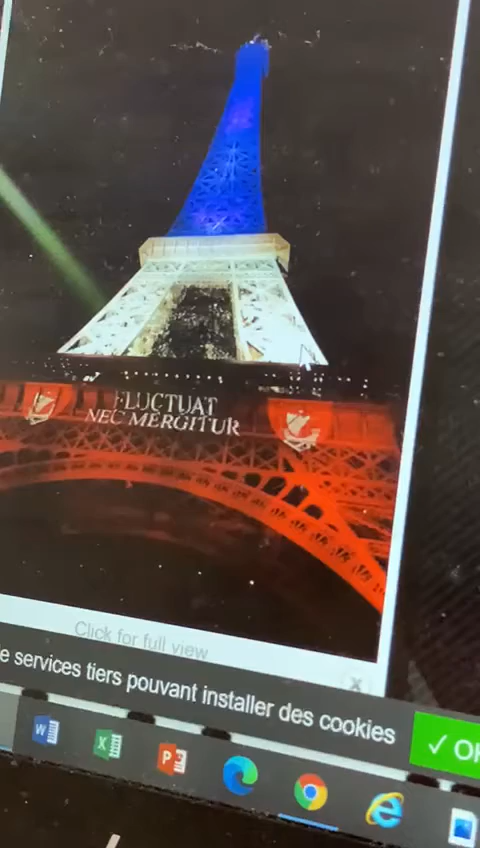 FLUCTUAT
NEC MERGITUR
Click for full view
e services tiers pouvant installer des cookies
✓ OK